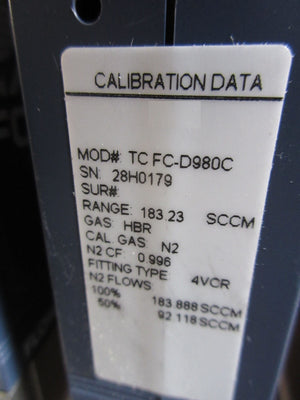 CALIBRATION DATA
MOD#: TC FC-D980C
SN: 28H0179
SUR#:
RANGE: 183.23 SCCM
GAS: HBR
CAL. GAS: N2
N2 CF: 0.996
FITTING TYPE: 4VCR
N2 FLOWS
100% 183.888 SCCM
50% 92.118 SCCM